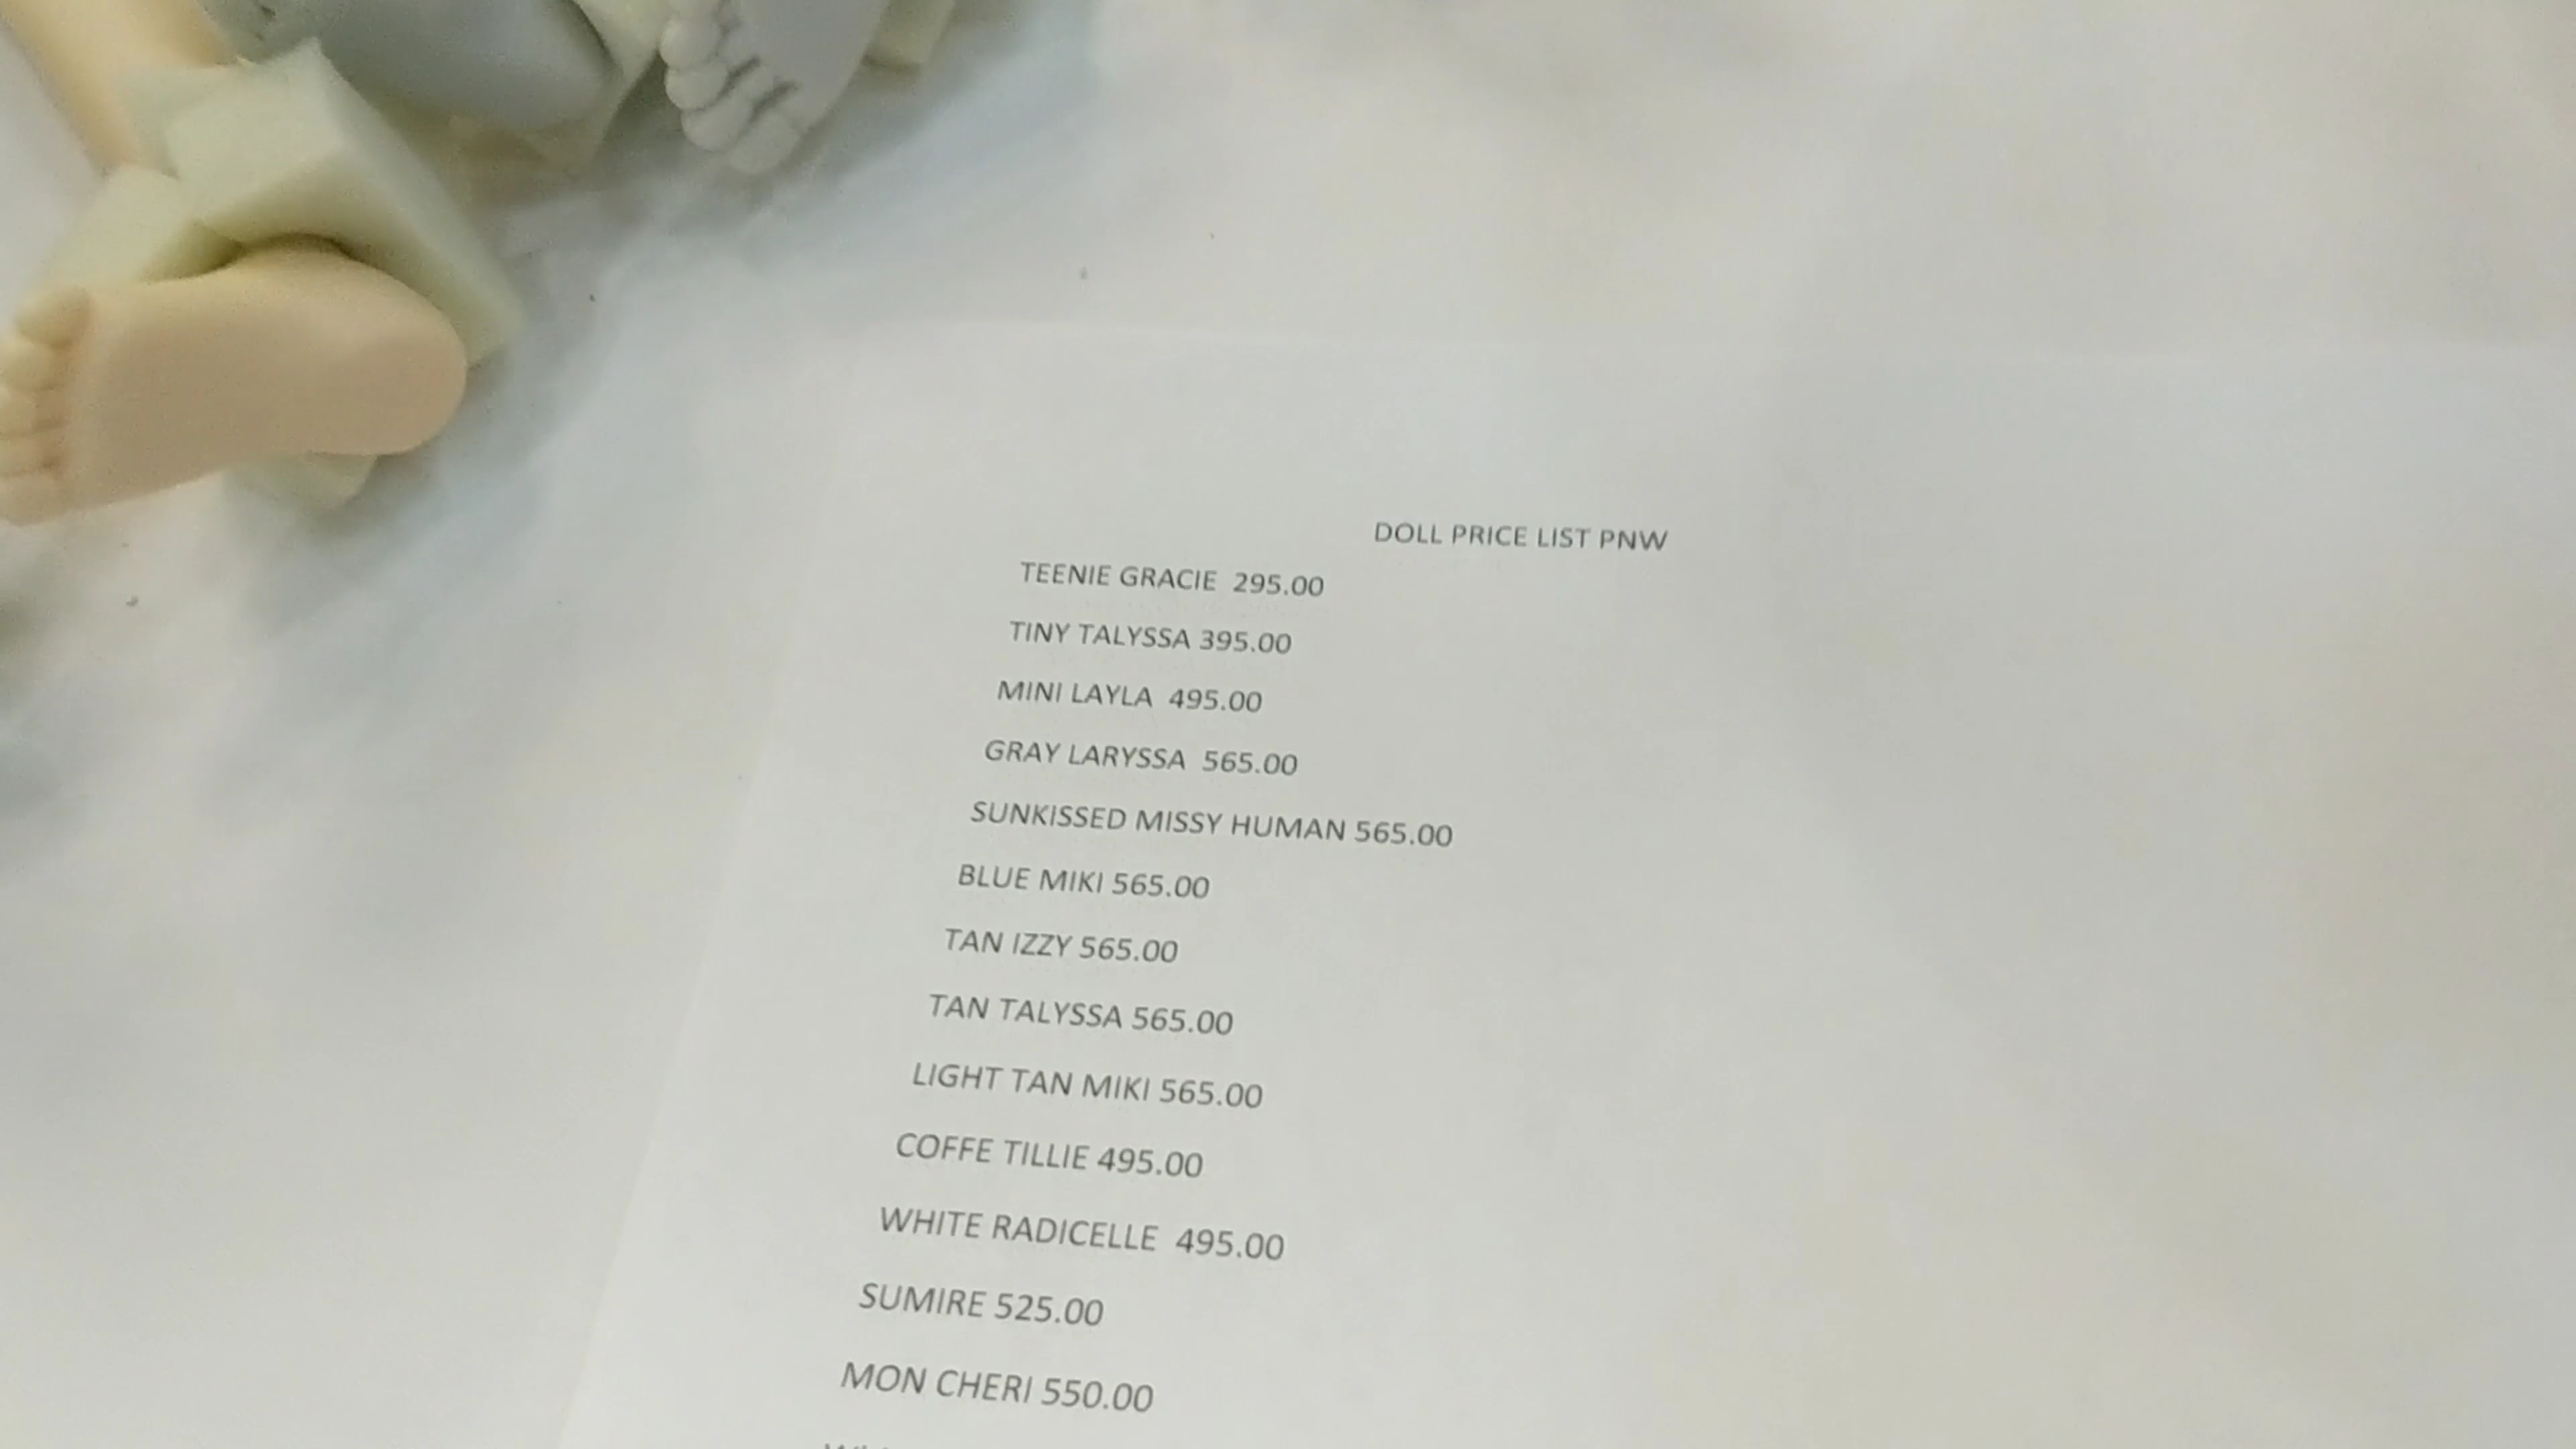 DOLL PRICE LIST PNW
TEENIE GRACIE 295.00
TINY TALYSSA 395.00
MINI LAYLA 495.00
GRAY LARYSSA 565.00
SUNKISSED MISSY HUMAN 565.00
BLUE MIKI 565.00
TAN IZZY 565.00
TAN TALYSSA 565.00
LIGHT TAN MIKI 565.00
COFFE TILLIE 495.00
WHITE RADICELLE 495.00
SUMIRE 525.00
MON CHERI 550.00